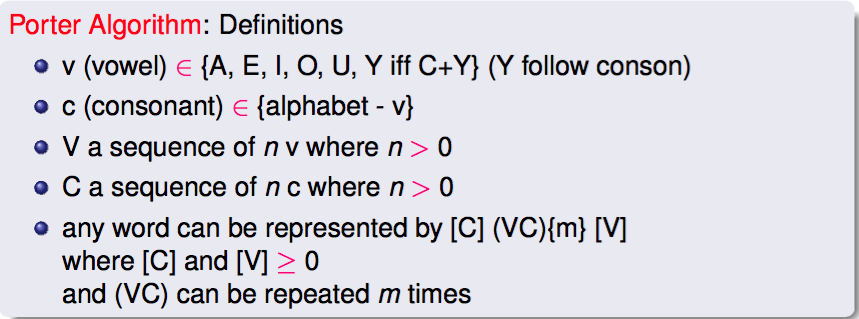 Porter Algorithm: Definitions
v (vowel) ∈ {A, E, I, O, U, Y iff C+Y} (Y follow conson)
c (consonant) ∈ {alphabet - v}
V a sequence of n v where n > 0
C a sequence of n c where n > 0
any word can be represented by [C] (VC){m} [V]
where [C] and [V] ≥ 0
and (VC) can be repeated m times